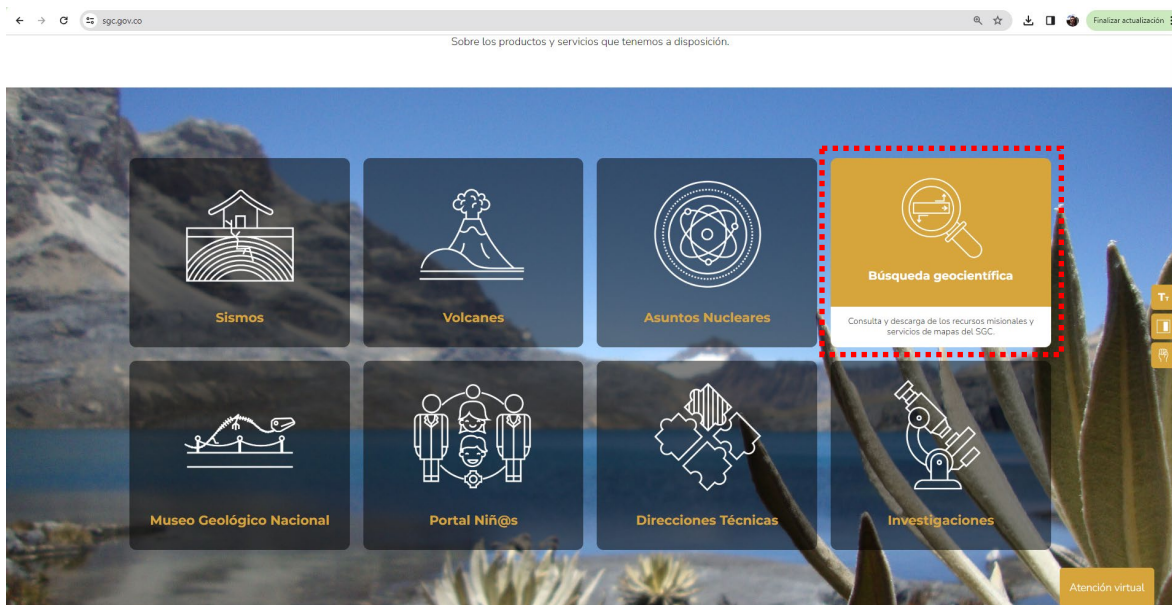 sgc.gov.co
Finalizar actualización
Sobre los productos y servicios que tenemos a disposición.
Sismos
Volcanes
Asuntos Nucleares
Búsqueda geocientífica
Consulta y descarga de los recursos misionales y
servicios de mapas del SGC.
TT
Museo Geológico Nacional
Portal Niñ@s
Direcciones Técnicas
Investigaciones
Atención virtual